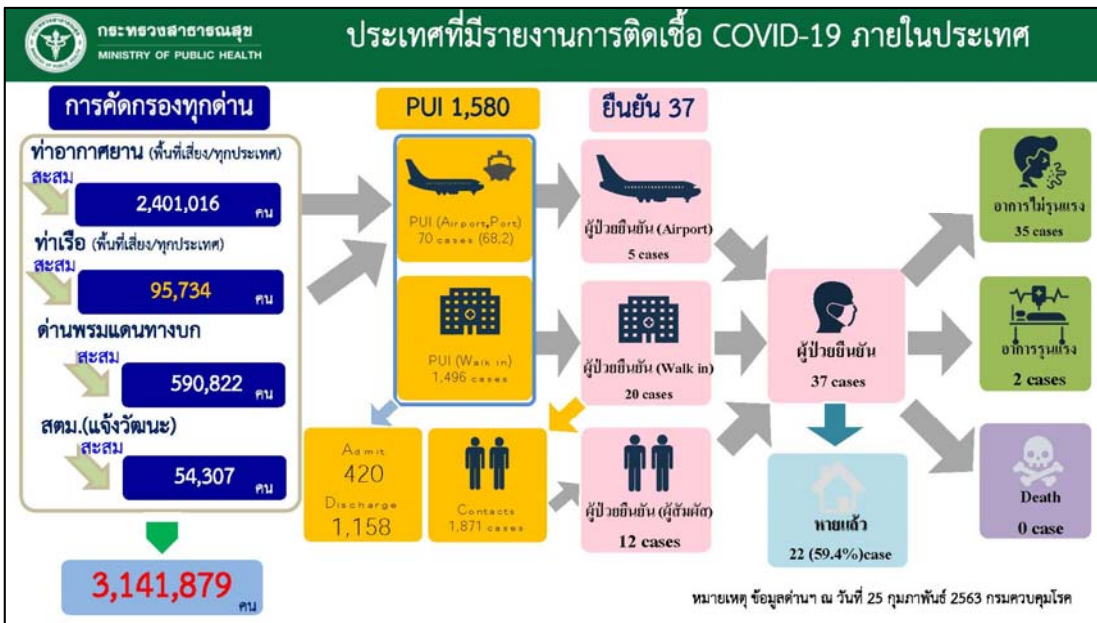 กระทรวงสาธารณสุข
MINISTRY OF PUBLIC HEALTH
ประเทศที่มีรายงานการติดเชื้อ COVID-19 ภายในประเทศ
การคัดกรองทุกด่าน
ท่าอากาศยาน (พื้นที่เสี่ยง/ทุกประเทศ)
สะสม
2,401,016 คน
ท่าเรือ (พื้นที่เสี่ยง/ทุกประเทศ)
สะสม
95,734 คน
ด่านพรมแดนทางบก
สะสม
590,822 คน
สตม.(แจ้งวัฒนะ)
สะสม
54,307 คน
3,141,879 คน
PUI 1,580
PUI (Airport,Port)
70 cases (68,2)
PUI (Walk in)
1,496 cases
Admit
420
Discharge
1,158
Contacts
1,871 cases
ยืนยัน 37
ผู้ป่วยยืนยัน (Airport)
5 cases
ผู้ป่วยยืนยัน (Walk in)
20 cases
ผู้ป่วยยืนยัน (ผู้สัมผัส)
12 cases
ผู้ป่วยยืนยัน
37 cases
หายแล้ว
22 (59.4%)case
อาการไม่รุนแรง
35 cases
อาการรุนแรง
2 cases
Death
0 case
หมายเหตุ ข้อมูลด่านฯ ณ วันที่ 25 กุมภาพันธ์ 2563 กรมควบคุมโรค